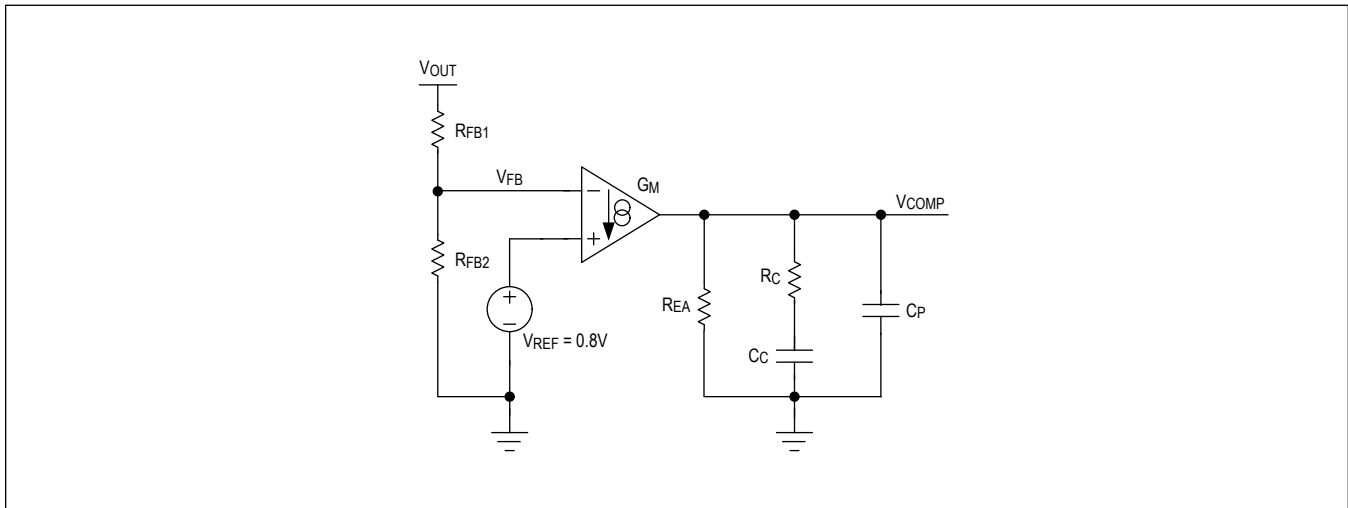 VOUT
RFB1
VFB
−
GM
VCOMP
+
RFB2
+
−
VREF = 0.8V
REA
RC
CC
CP